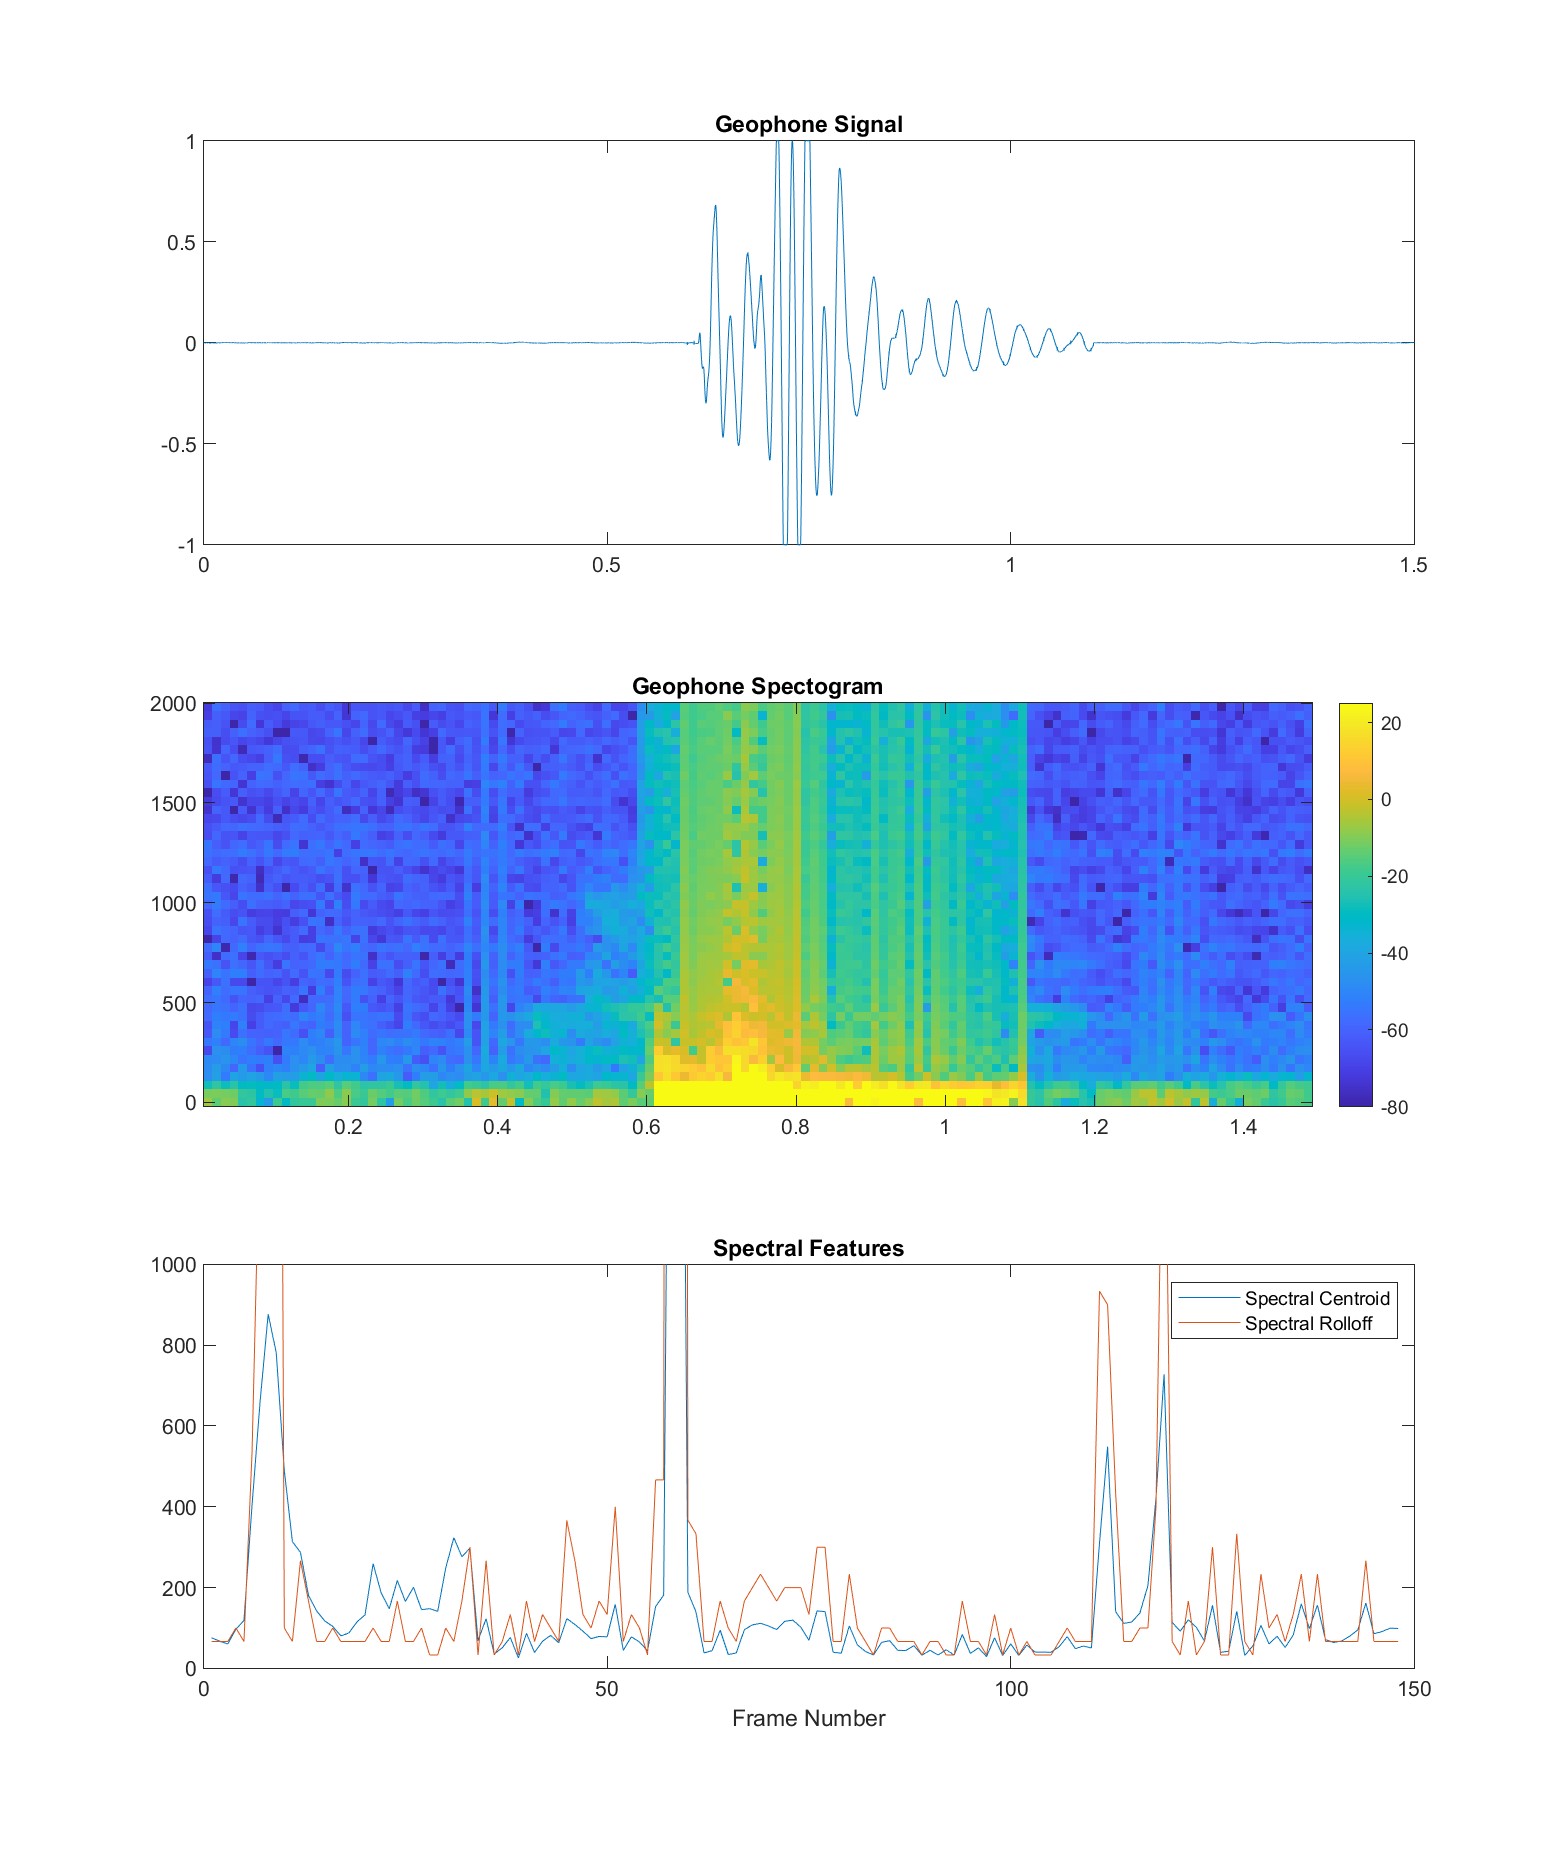 Geophone Signal
1
0.5
0
-0.5
-1
0 0.5 1 1.5
Geophone Spectogram
2000
1500
1000
500
0
0.2 0.4 0.6 0.8 1 1.2 1.4
20
0
-20
-40
-60
-80
Spectral Features
1000
800
600
400
200
0
0 50 100 150
Spectral Centroid
Spectral Rolloff
Frame Number